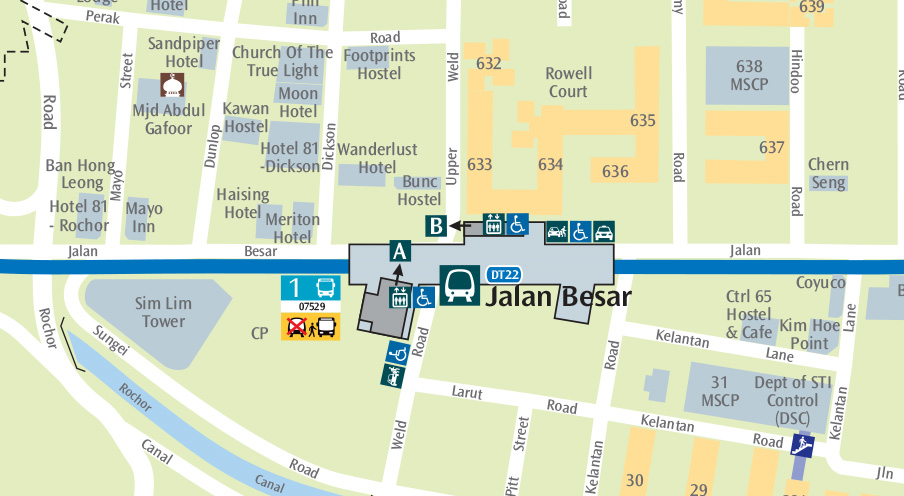 Hotel
Perak
Inn
639
Road
Sandpiper
Hotel
Church Of The
True Light
Footprints
Hostel
Weld
632
Rowell
Court
638
MSCP
Hindoo
Street
Road
Moon
Hotel
Mjd Abdul
Gafoor
Kawan
Hostel
Dunlop
Hotel 81
-Dickson
Dickson
Wanderlust
Hotel
Upper
633
634
635
636
637
Road
Road
Chern
Seng
Ban Hong
Leong
Mayo
Bunc
Hostel
Hotel 81
- Rochor
Mayo
Inn
Haising
Hotel
Meriton
Hotel
B
A
Jalan
Besar
Jalan
DT22
Jalan Besar
1
07529
Sim Lim
Tower
CP
Coyuco
B
Ctrl 65
Hostel
& Cafe
Kim Hoe
Point
Lane
Rochor
Sungei
Road
Road
Kelantan
Lane
Rochor
31
MSCP
Dept of STI
Control
(DSC)
Kelantan
Larut
Road
Kelantan
Road
Weld
Street
Pitt
Kelantan
Canal
Road
Canal
30
29
Jln